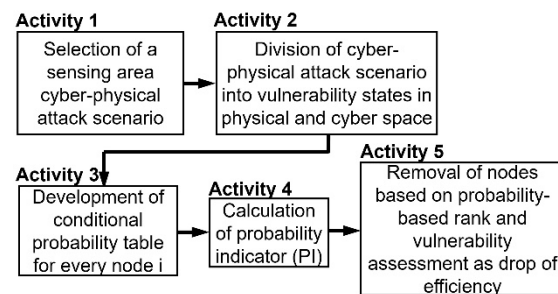 Activity 1
Selection of a
sensing area
cyber-physical
attack scenario
Activity 2
Division of cyber-
physical attack scenario
into vulnerability states in
physical and cyber space
Activity 3
Development of
conditional
probability table
for every node i
Activity 4
Calculation
of probability
indicator (PI)
Activity 5
Removal of nodes
based on probability-
based rank and
vulnerability
assessment as drop of
efficiency